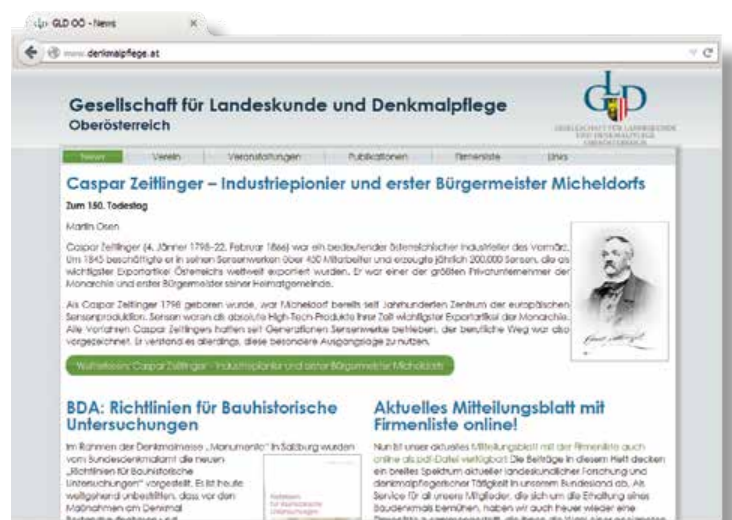 GLD OÖ - News ×
www.denkmalpflege.at
Gesellschaft für Landeskunde und Denkmalpflege
Oberösterreich
GLD
GESELLSCHAFT FÜR LANDESKUNDE
UND DENKMALPFLEGE
OBERÖSTERREICH
News Verein Veranstaltungen Publikationen Firmenliste Links
Caspar Zeitlinger – Industriepionier und erster Bürgermeister Micheldorfs
Zum 150. Todestag
Martin Osen
Caspar Zeitlinger (4. Jänner 1798–22. Februar 1866) war ein bedeutender österreichischer Industrieller des Vormärz.
Um 1845 beschäftigte er in seinen Sensenwerken über 450 Mitarbeiter und erzeugte jährlich 200.000 Sensen, die als
wichtigster Exportartikel Österreichs weltweit exportiert wurden. Er war einer der größten Privatunternehmer der
Monarchie und erster Bürgermeister seiner Heimatgemeinde.
Als Caspar Zeitlinger 1798 geboren wurde, war Micheldorf bereits seit Jahrhunderten Zentrum der europäischen
Sensenproduktion. Sensen waren als absolute High-Tech-Produkte ihrer Zeit wichtigster Exportartikel der Monarchie.
Alle Vorfahren Caspar Zeitlingers hatten seit Generationen Sensenwerke betrieben, der berufliche Weg war also
vorgezeichnet. Er verstand es allerdings, diese besondere Ausgangslage zu nutzen.
Weiterlesen: Caspar Zeitlinger - Industriepionier und erster Bürgermeister Micheldorfs
BDA: Richtlinien für Bauhistorische
Untersuchungen
Im Rahmen der Denkmalmesse „Monumento“ in Salzburg wurden
vom Bundesdenkmalamt die neuen
„Richtlinien für Bauhistorische
Untersuchungen“ vorgestellt. Es ist heute
weitgehend unbestritten, dass vor den
Maßnahmen am Denkmal
Richtlinien
für Bauhistorische
Untersuchungen
Aktuelles Mitteilungsblatt mit
Firmenliste online!
Nun ist unser aktuelles Mitteilungsblatt mit der Firmenliste auch
online als pdf-Datei verfügbar! Die Beiträge in diesem Heft decken
ein breites Spektrum aktueller landeskundlicher Forschung und
denkmalpflegerischer Tätigkeit in unserem Bundesland ab. Als
Service für all unsere Mitglieder, die sich um die Erhaltung eines
Baudenkmals bemühen, haben wir auch heuer wieder eine